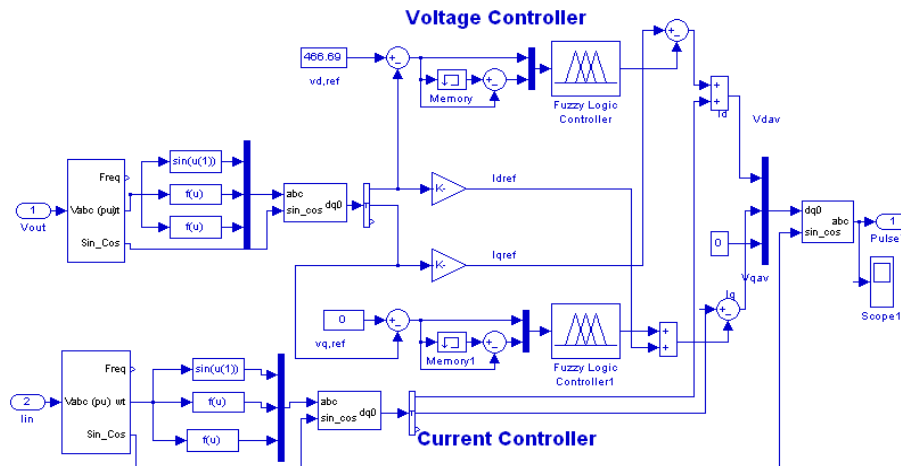 Voltage Controller
466.69
vd,ref
Memory
Fuzzy Logic
Controller
Id
Vdav
Freq
Vabc (pu)
wt
Sin_Cos
1
Vout
sin(u(1))
f(u)
f(u)
abc
sin_cos
dq0
T
K-
Idref
K-
Iqref
0
Vqav
dq0
abc
sin_cos
1
Pulse
Scope1
0
vq,ref
Memory1
Fuzzy Logic
Controller1
Iq
Freq
Vabc (pu) wt
Sin_Cos
2
Iin
sin(u(1))
f(u)
f(u)
abc
sin_cos
dq0
T
Current Controller